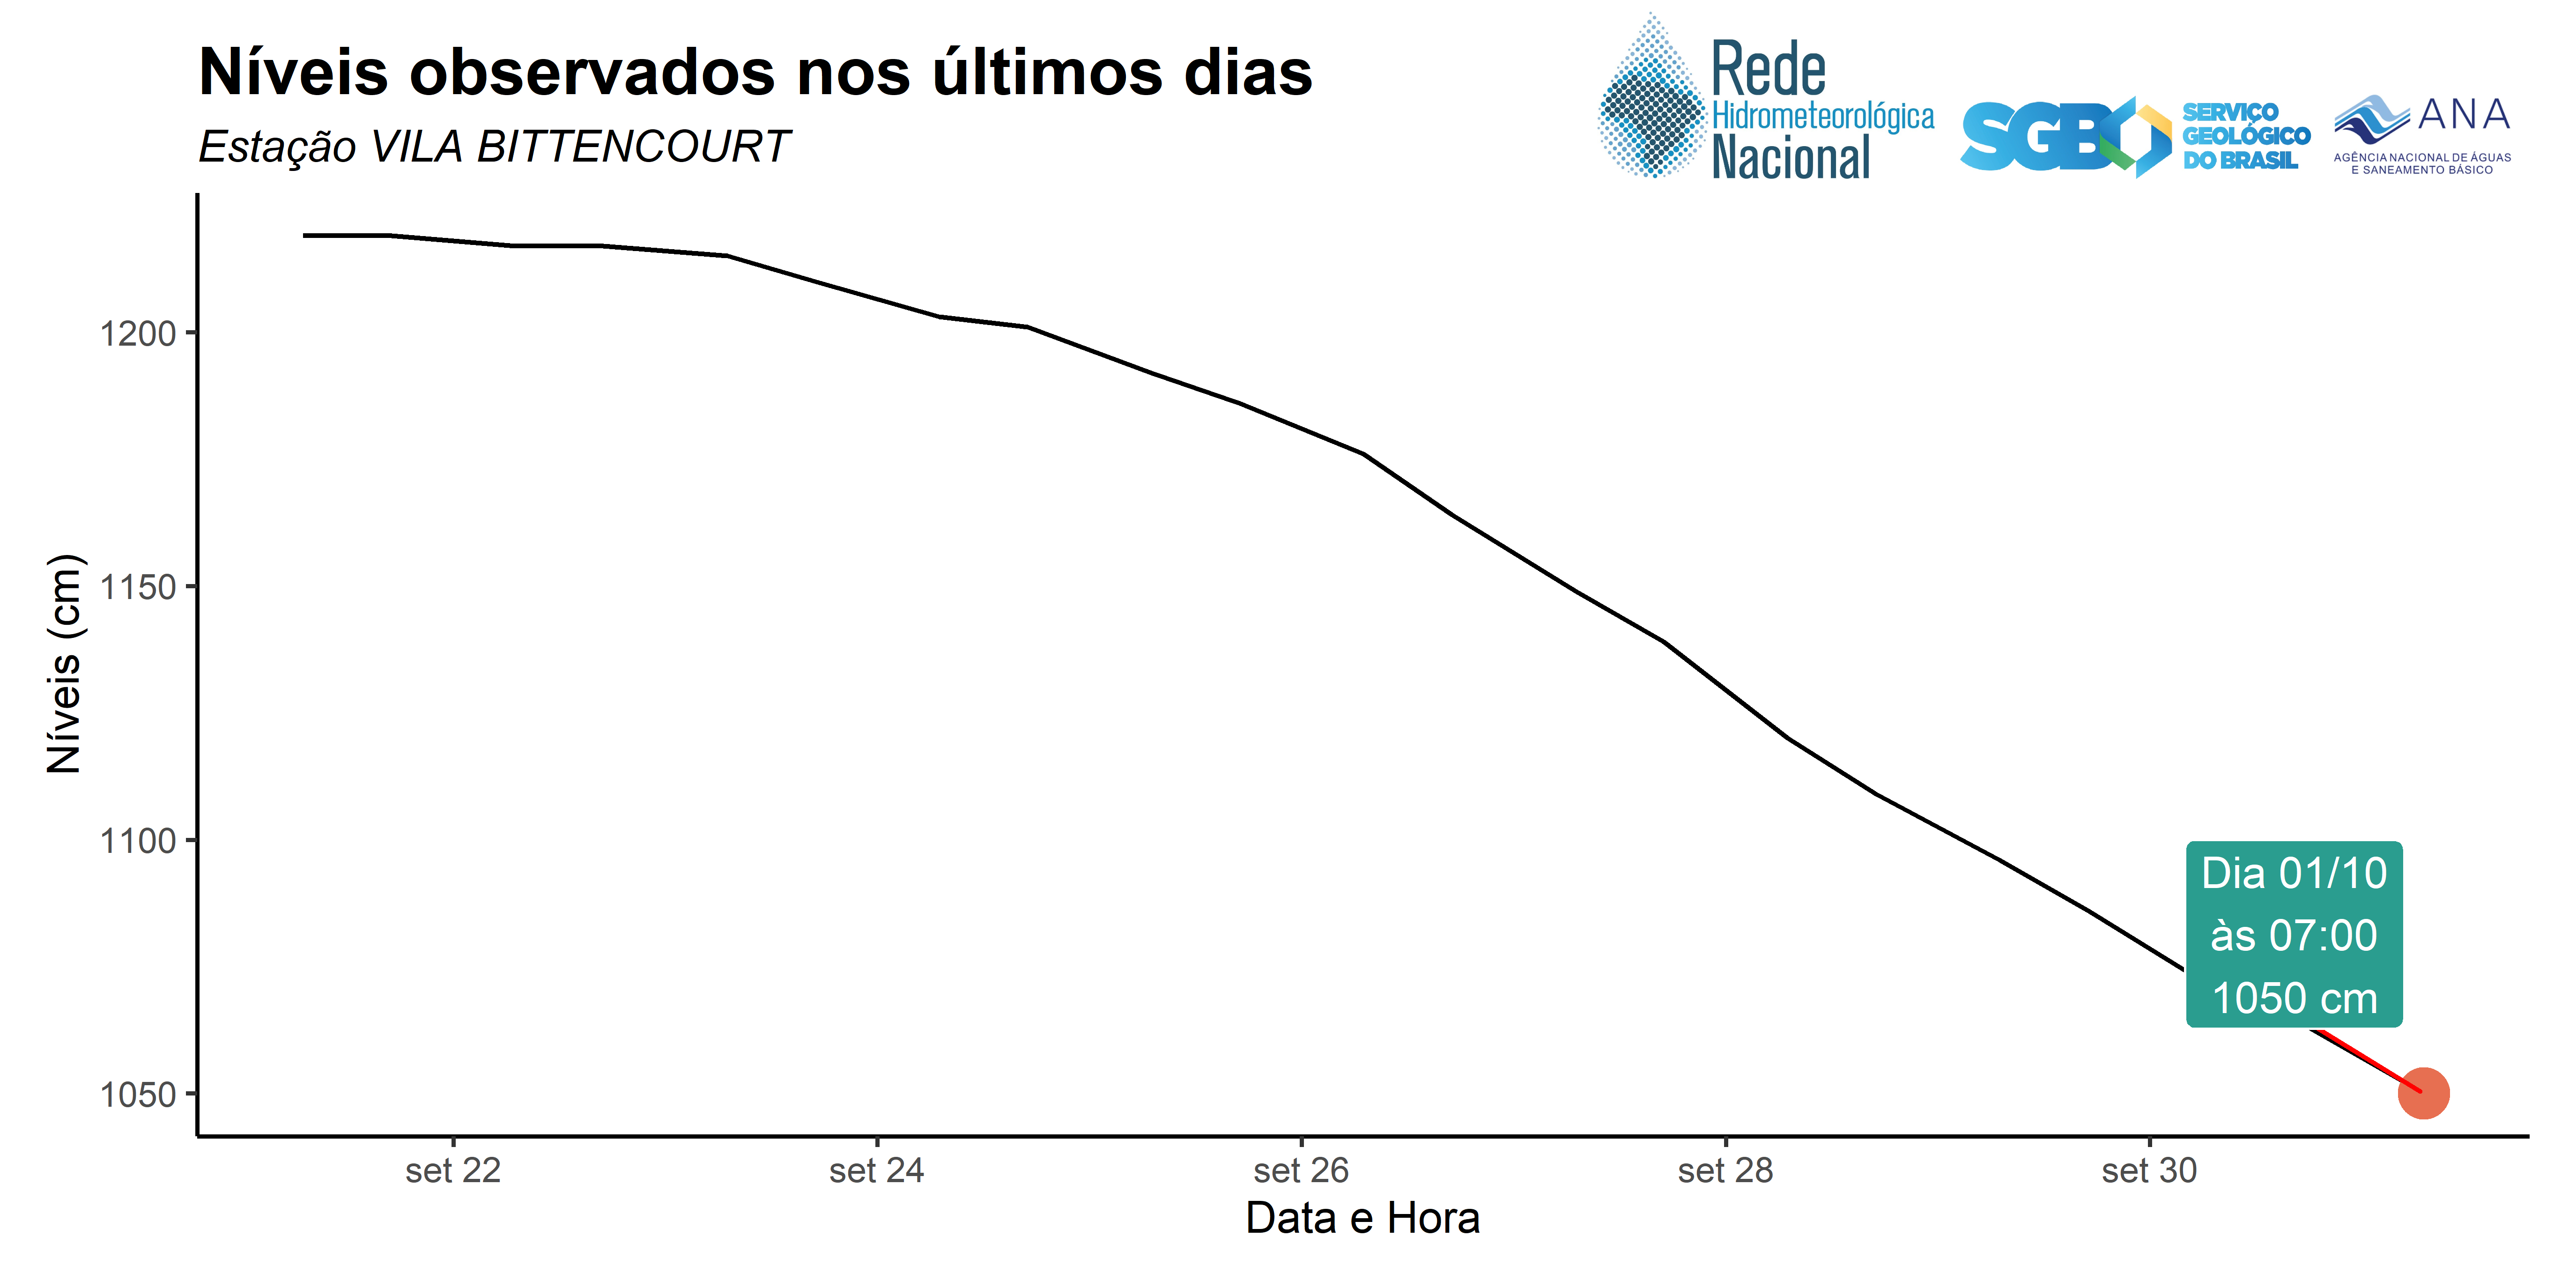 Níveis observados nos últimos dias
Estação VILA BITTENCOURT
Rede
Hidrometeorológica
Nacional
SGB
SERVIÇO
GEOLÓGICO
DO BRASIL
ANA
AGÊNCIA NACIONAL DE ÁGUAS
E SANEAMENTO BÁSICO
Níveis (cm)
1200
1150
1100
1050
Dia 01/10
às 07:00
1050 cm
set 22
set 24
set 26
set 28
set 30
Data e Hora